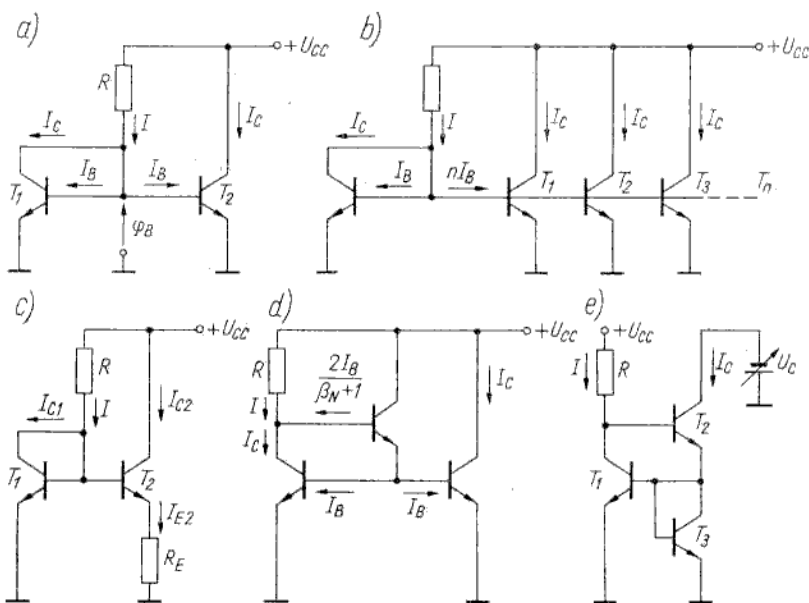 a)
+U_CC
R
I_C
I
I_C
I_B
I_B
T_1
T_2
φ_B
b)
+U_CC
I_C
I
I_C
I_C
I_C
I_B
nI_B
T_1
T_2
T_3
T_n
c)
+U_CC
R
I_C1
I
I_C2
T_1
T_2
I_E2
R_E
d)
+U_CC
R
2I_B
β_N+1
I
I_C
I_C
I_B
I_B
e)
+U_CC
I
R
I_C
U_C
T_2
T_1
T_3